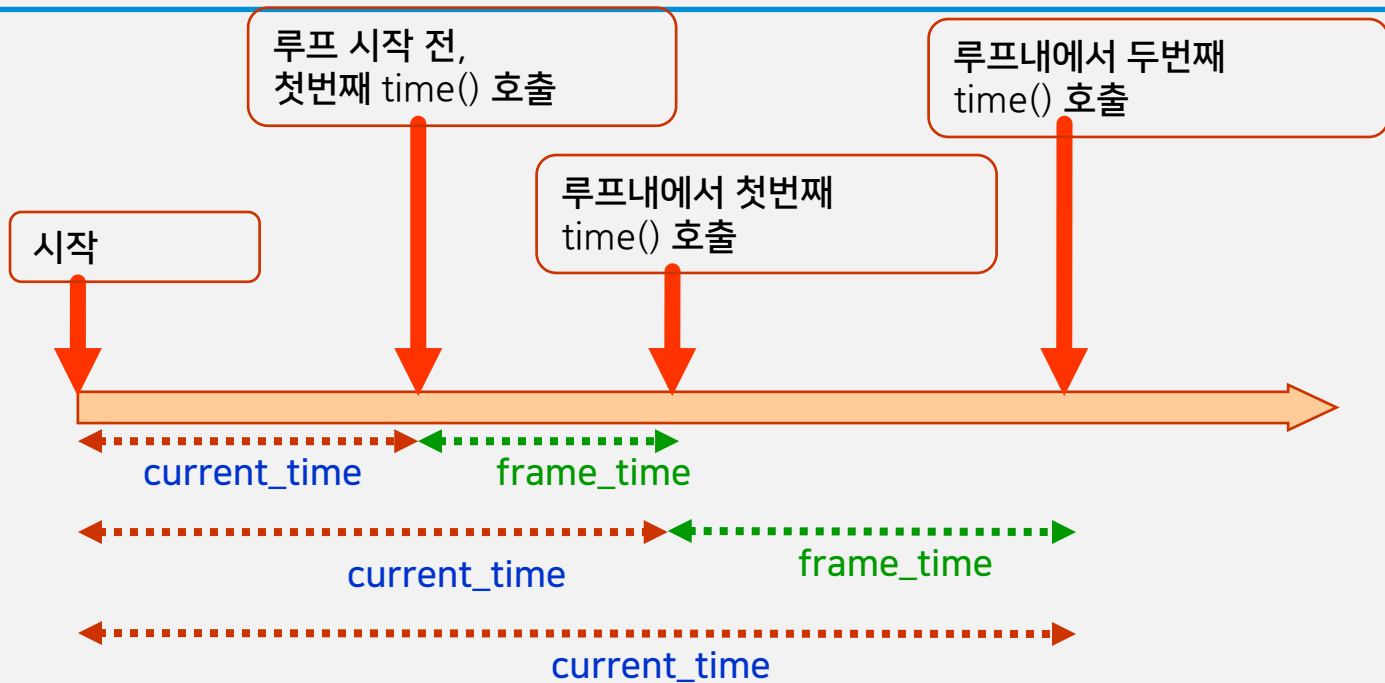 루프 시작 전,
첫번째 time() 호출
루프내에서 두번째
time() 호출
루프내에서 첫번째
time() 호출
시작
current_time
frame_time
current_time
frame_time
current_time